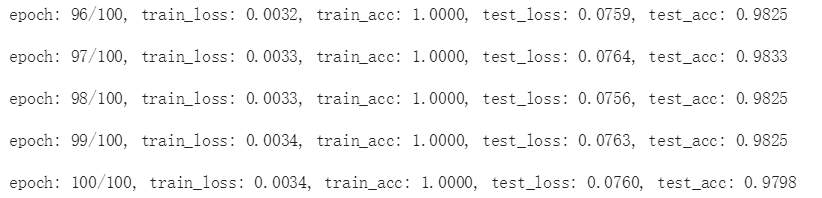 epoch: 96/100, train_loss: 0.0032, train_acc: 1.0000, test_loss: 0.0759, test_acc: 0.9825
epoch: 97/100, train_loss: 0.0033, train_acc: 1.0000, test_loss: 0.0764, test_acc: 0.9833
epoch: 98/100, train_loss: 0.0033, train_acc: 1.0000, test_loss: 0.0756, test_acc: 0.9825
epoch: 99/100, train_loss: 0.0034, train_acc: 1.0000, test_loss: 0.0763, test_acc: 0.9825
epoch: 100/100, train_loss: 0.0034, train_acc: 1.0000, test_loss: 0.0760, test_acc: 0.9798